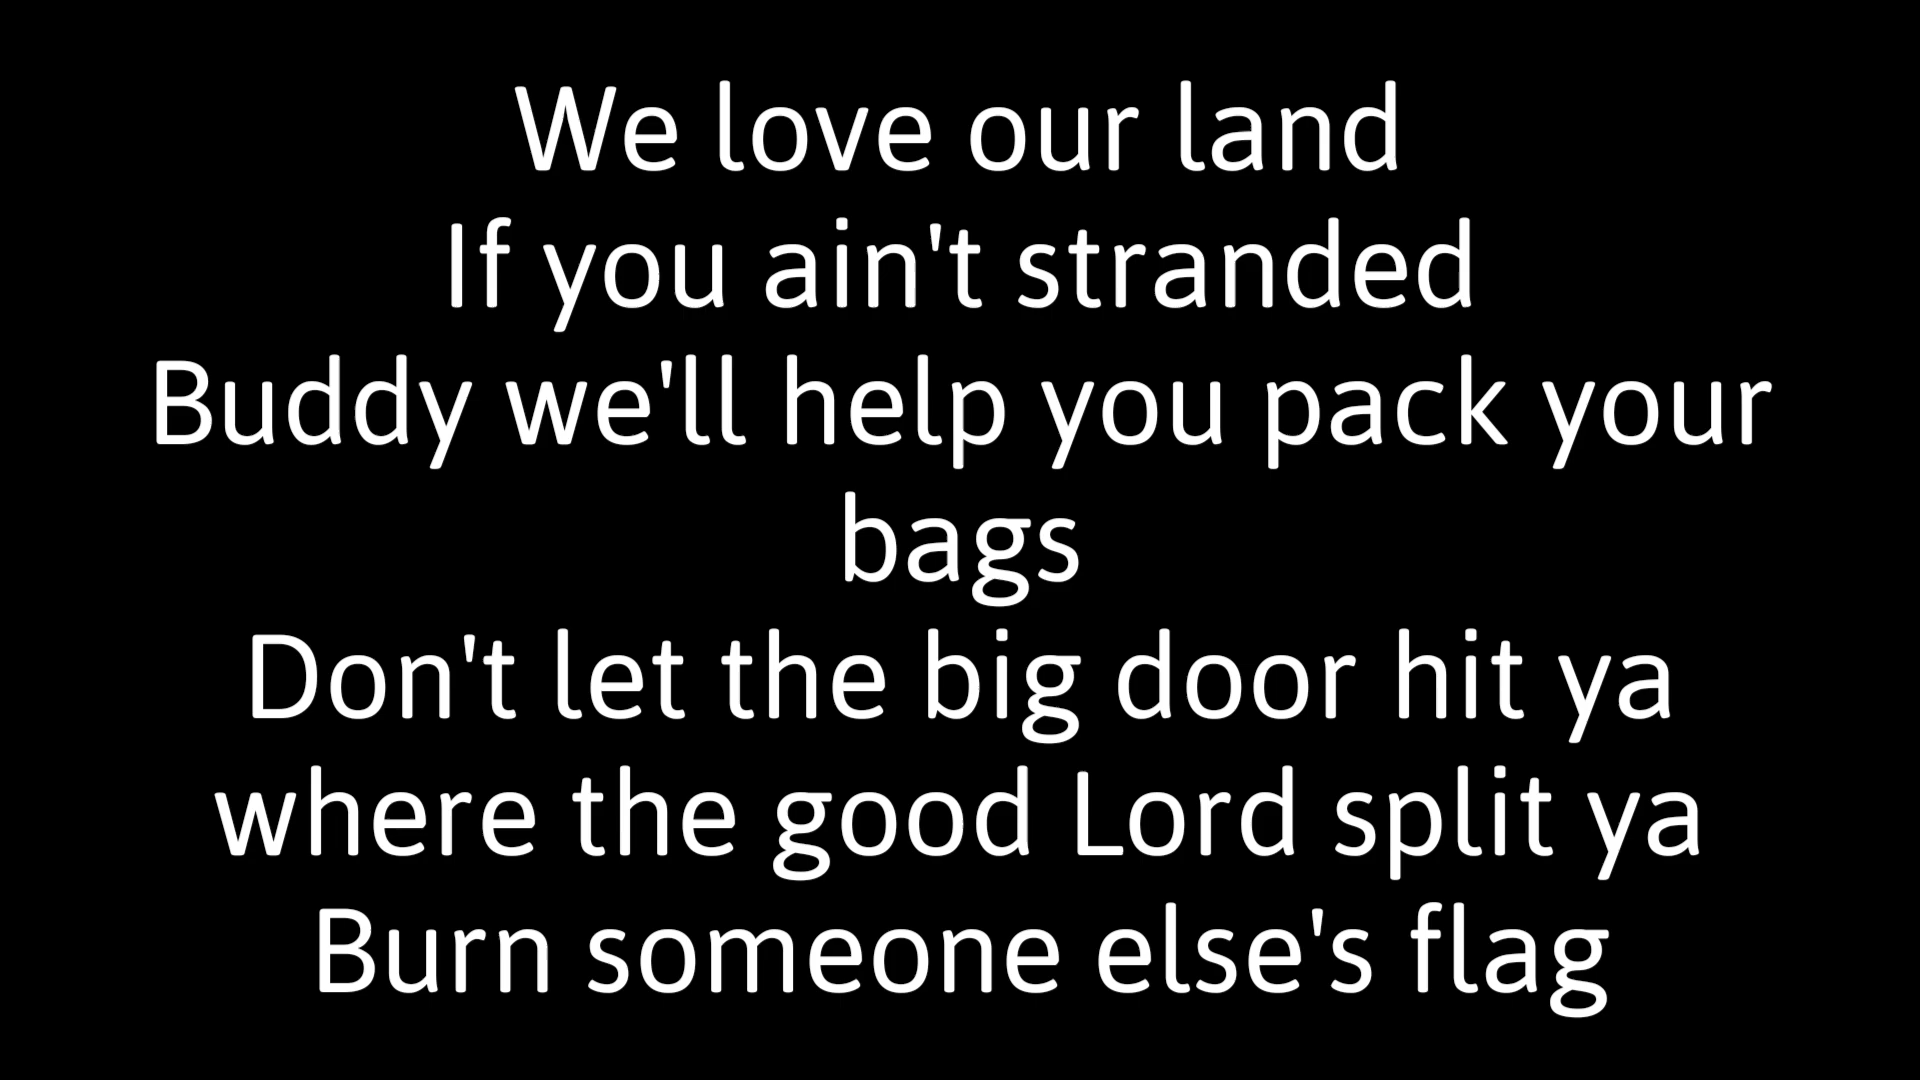 We love our land
If you ain't stranded
Buddy we'll help you pack your
bags
Don't let the big door hit ya
where the good Lord split ya
Burn someone else's flag